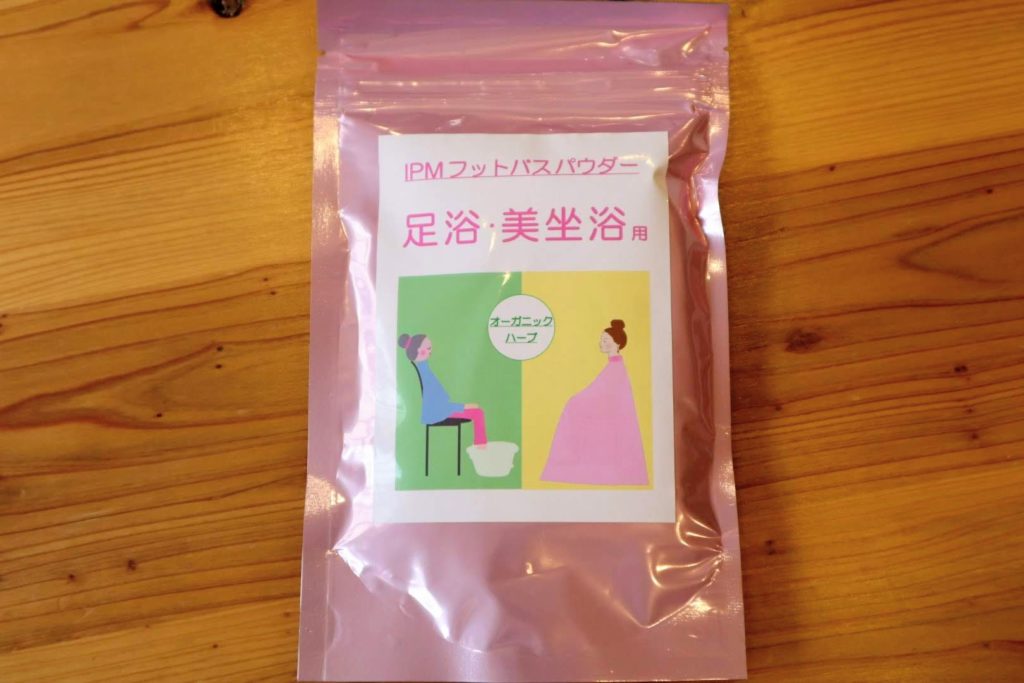 IPMフットバスパウダー
足浴・美坐浴用
オーガニック
ハーブ